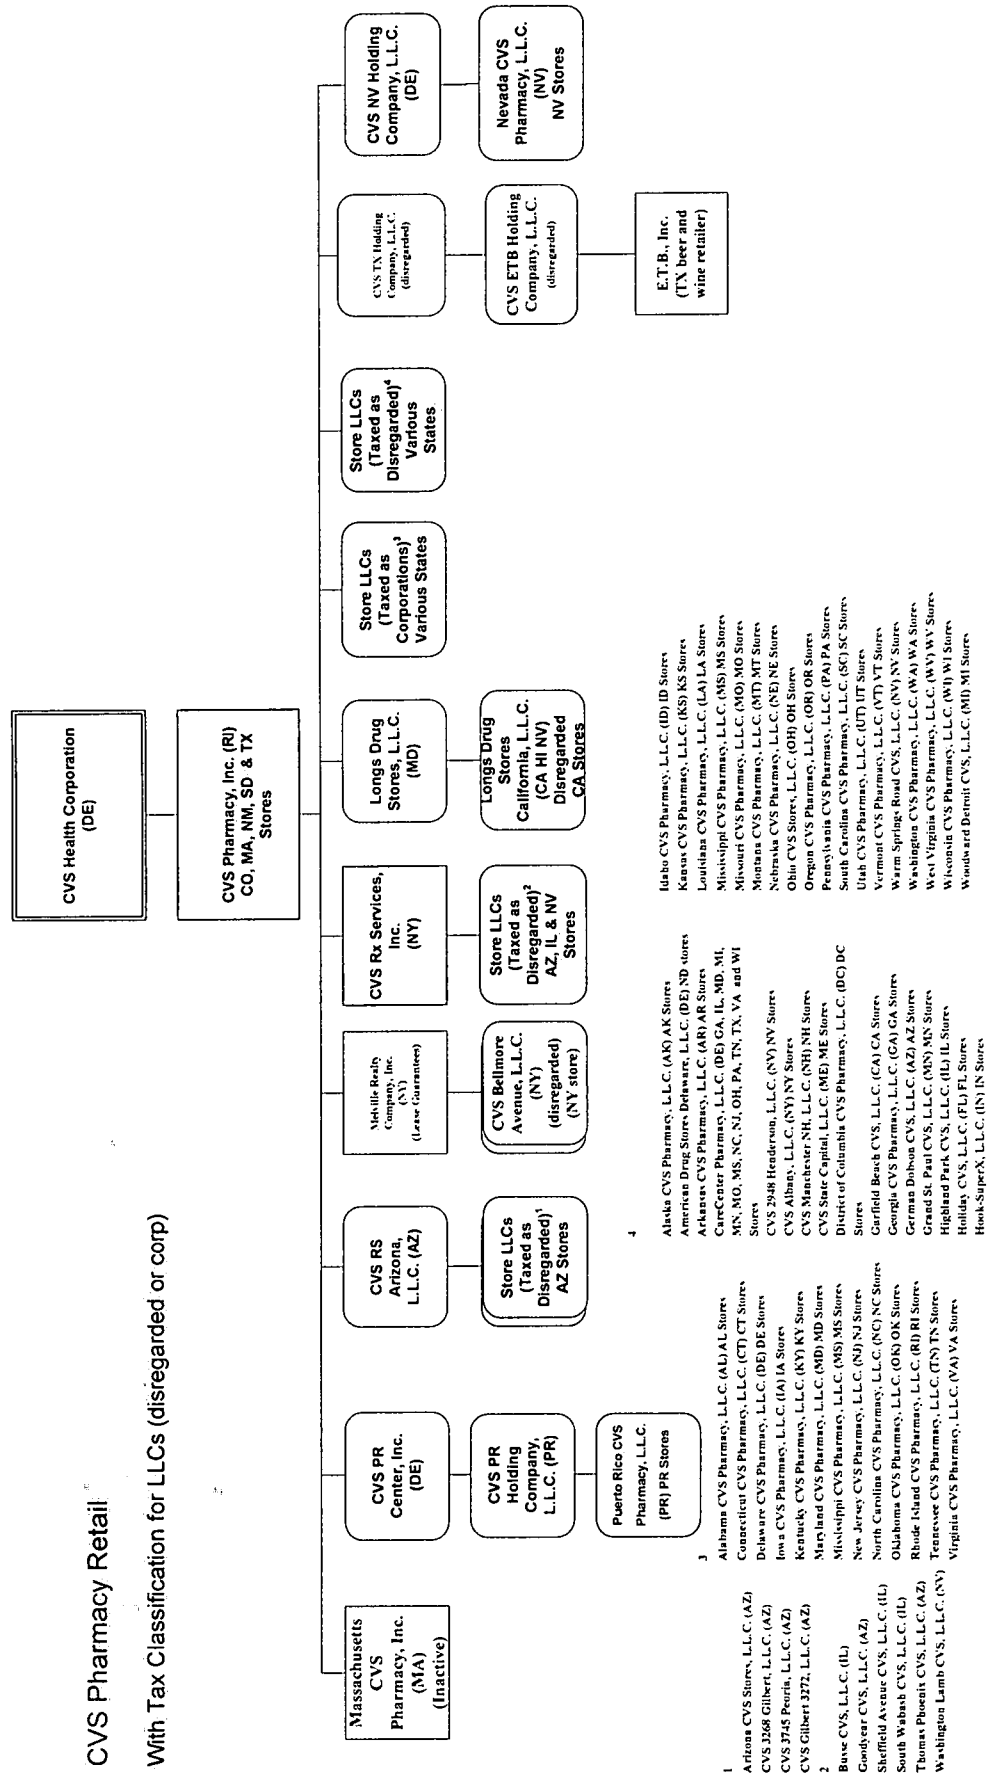 CVS Pharmacy Retail
With Tax Classification for LLCs (disregarded or corp)
CVS Health Corporation
(DE)
CVS Pharmacy, Inc. (RI)
CO, MA, NM, SD & TX
Stores
Massachusetts
CVS
Pharmacy, Inc.
(MA)
(Inactive)
CVS PR
Center, Inc.
(DE)
CVS PR
Holding
Company,
L.L.C. (PR)
Puerto Rico CVS
Pharmacy, L.L.C.
(PR) PR Stores
CVS RS
Arizona,
L.L.C. (AZ)
Store LLCs
(Taxed as
Disregarded)1
AZ Stores
Melville Realty
Company, Inc.
(NY)
(Lease Guarantees)
CVS Bellmore
Avenue, L.L.C.
(NY)
(disregarded)
(NY store)
CVS Rx Services,
Inc.
(NY)
Store LLCs
(Taxed as
Disregarded)2
AZ, IL & NV
Stores
Longs Drug
Stores, L.L.C.
(MD)
Longs Drug
Stores
California, L.L.C.
(CA HI NV)
Disregarded
CA Stores
Store LLCs
(Taxed as
Corporations)3
Various States
Store LLCs
(Taxed as
Disregarded)4
Various
States
CVS TX Holding
Company, L.L.C.
(disregarded)
CVS ETB Holding
Company, L.L.C.
(disregarded)
E.T.B., Inc.
(TX beer and
wine retailer)
CVS NV Holding
Company, L.L.C.
(DE)
Nevada CVS
Pharmacy, L.L.C.
(NV)
NV Stores
1
Arizona CVS Stores, L.L.C. (AZ)
CVS 3268 Gilbert, L.L.C. (AZ)
CVS 3745 Peoria, L.L.C. (AZ)
CVS Gilbert 3272, L.L.C. (AZ)
2
Busse CVS, L.L.C. (IL)
Goodyear CVS, L.L.C. (AZ)
Sheffield Avenue CVS, L.L.C. (IL)
South Wabash CVS, L.L.C. (IL)
Thomas Phoenix CVS, L.L.C. (AZ)
Washington Lamb CVS, L.L.C. (NV)
3
Alabama CVS Pharmacy, L.L.C. (AL) AL Stores
Connecticut CVS Pharmacy, L.L.C. (CT) CT Stores
Delaware CVS Pharmacy, L.L.C. (DE) DE Stores
Iowa CVS Pharmacy, L.L.C. (IA) IA Stores
Kentucky CVS Pharmacy, L.L.C. (KY) KY Stores
Maryland CVS Pharmacy, L.L.C. (MD) MD Stores
Mississippi CVS Pharmacy, L.L.C. (MS) MS Stores
New Jersey CVS Pharmacy, L.L.C. (NJ) NJ Stores
North Carolina CVS Pharmacy, L.L.C. (NC) NC Stores
Oklahoma CVS Pharmacy, L.L.C. (OK) OK Stores
Rhode Island CVS Pharmacy, L.L.C. (RI) RI Stores
Tennessee CVS Pharmacy, L.L.C. (TN) TN Stores
Virginia CVS Pharmacy, L.L.C. (VA) VA Stores
4
Alaska CVS Pharmacy, L.L.C. (AK) AK Stores
American Drug Stores Delaware, L.L.C. (DE) ND stores
Arkansas CVS Pharmacy, L.L.C. (AR) AR Stores
CareCenter Pharmacy, L.L.C. (DE) GA, IL, MD, MI,
MN, MO, MS, NC, NJ, OH, PA, TN, TX, VA and WI
Stores
CVS 2948 Henderson, L.L.C. (NV) NV Stores
CVS Albany, L.L.C. (NY) NY Stores
CVS Manchester NH, L.L.C. (NH) NH Stores
CVS State Capital, L.L.C. (ME) ME Stores
District of Columbia CVS Pharmacy, L.L.C. (DC) DC
Stores
Garfield Beach CVS, L.L.C. (CA) CA Stores
Georgia CVS Pharmacy, L.L.C. (GA) GA Stores
German Dobson CVS, L.L.C. (AZ) AZ Stores
Grand St. Paul CVS, L.L.C. (MN) MN Stores
Highland Park CVS, L.L.C. (IL) IL Stores
Holiday CVS, L.L.C. (FL) FL Stores
Hook-SuperX, L.L.C. (IN) IN Stores
Idaho CVS Pharmacy, L.L.C. (ID) ID Stores
Kansas CVS Pharmacy, L.L.C. (KS) KS Stores
Louisiana CVS Pharmacy, L.L.C. (LA) LA Stores
Mississippi CVS Pharmacy, L.L.C. (MS) MS Stores
Missouri CVS Pharmacy, L.L.C. (MO) MO Stores
Montana CVS Pharmacy, L.L.C. (MT) MT Stores
Nebraska CVS Pharmacy, L.L.C. (NE) NE Stores
Ohio CVS Stores, L.L.C. (OH) OH Stores
Oregon CVS Pharmacy, L.L.C. (OR) OR Stores
Pennsylvania CVS Pharmacy, L.L.C. (PA) PA Stores
South Carolina CVS Pharmacy, L.L.C. (SC) SC Stores
Utah CVS Pharmacy, L.L.C. (UT) UT Stores
Vermont CVS Pharmacy, L.L.C. (VT) VT Stores
Warm Springs Road CVS, L.L.C. (NV) NV Stores
Washington CVS Pharmacy, L.L.C. (WA) WA Stores
West Virginia CVS Pharmacy, L.L.C. (WV) WV Stores
Wisconsin CVS Pharmacy, L.L.C. (WI) WI Stores
Woodward Detroit CVS, L.L.C. (MI) MI Stores